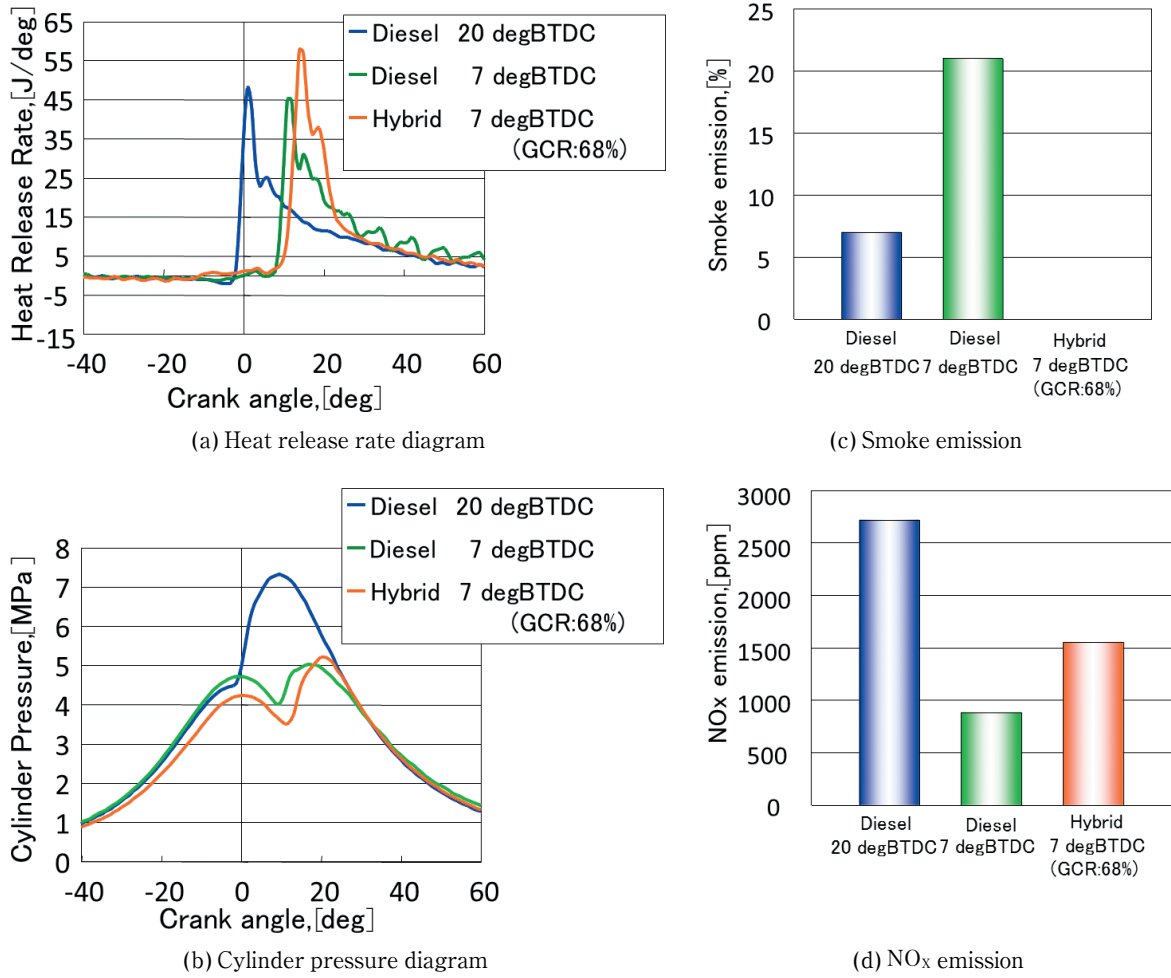 Heat Release Rate,[J/deg]
65
55
45
35
25
15
5
-5
-15
-40
-20
0
20
40
60
Crank angle,[deg]
Diesel 20 degBTDC
Diesel 7 degBTDC
Hybrid 7 degBTDC
(GCR:68%)
(a) Heat release rate diagram
Smoke emission,[%]
25
20
15
10
5
0
Diesel
20 degBTDC
Diesel
7 degBTDC
Hybrid
7 degBTDC
(GCR:68%)
(c) Smoke emission
Cylinder Pressure,[MPa]
8
7
6
5
4
3
2
1
0
-40
-20
0
20
40
60
Crank angle,[deg]
Diesel 20 degBTDC
Diesel 7 degBTDC
Hybrid 7 degBTDC
(GCR:68%)
(b) Cylinder pressure diagram
NOx emission,[ppm]
3000
2500
2000
1500
1000
500
0
Diesel
20 degBTDC
Diesel
7 degBTDC
Hybrid
7 degBTDC
(GCR:68%)
(d) NOx emission